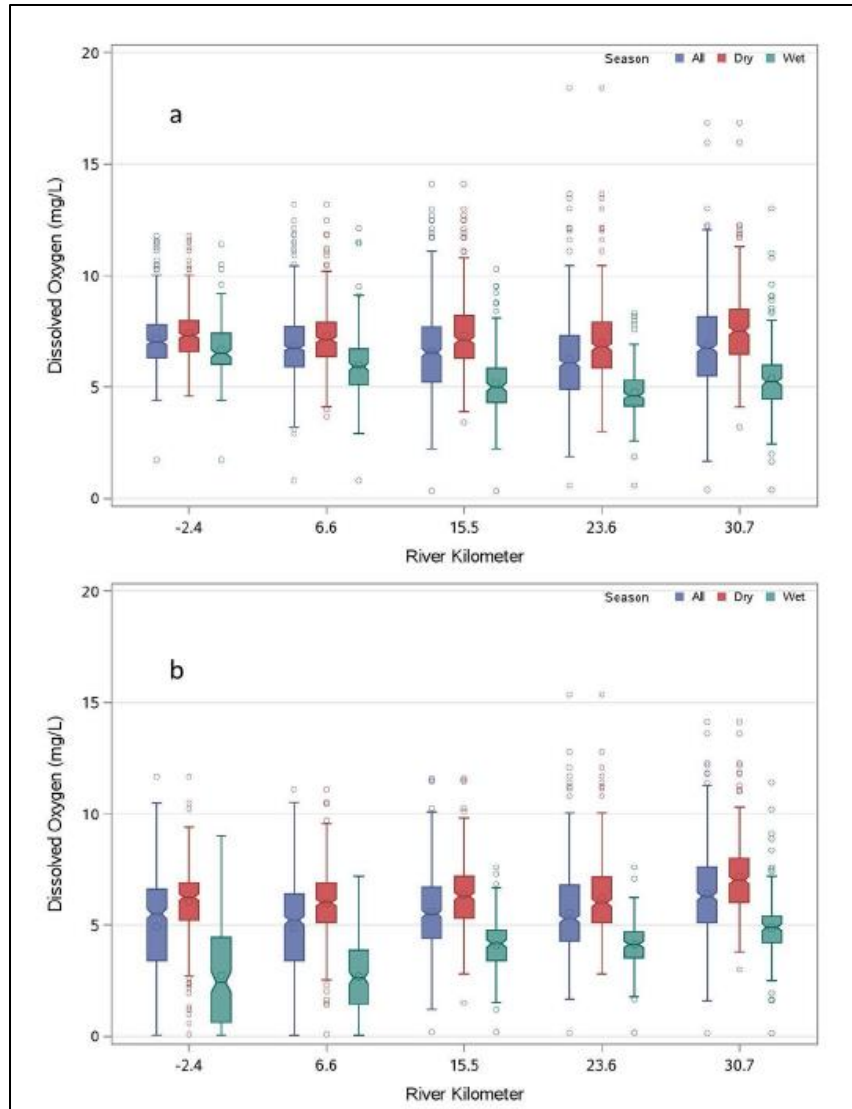 20
Season All Dry Wet
a
15
10
5
0
Dissolved Oxygen (mg/L)
-2.4 6.6 15.5 23.6 30.7
River Kilometer
20
Season All Dry Wet
b
15
10
5
0
Dissolved Oxygen (mg/L)
-2.4 6.6 15.5 23.6 30.7
River Kilometer